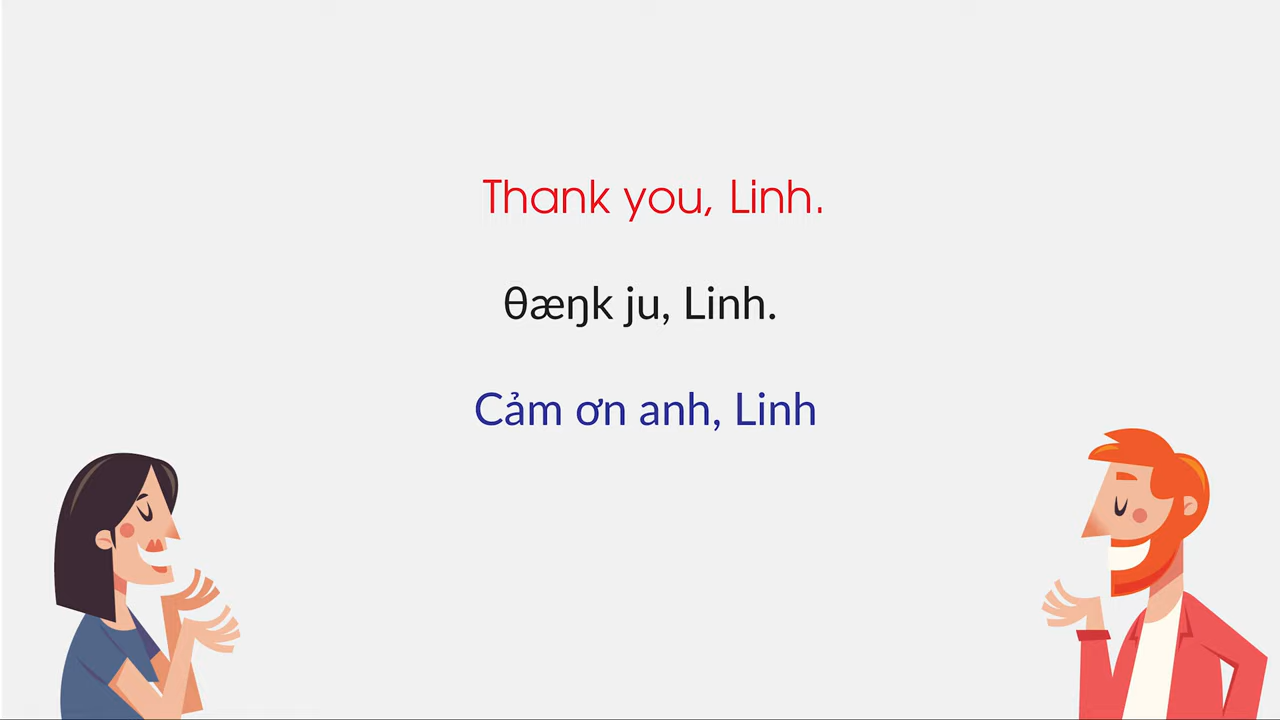 Thank you, Linh.
θæŋk ju, Linh.
Cảm ơn anh, Linh